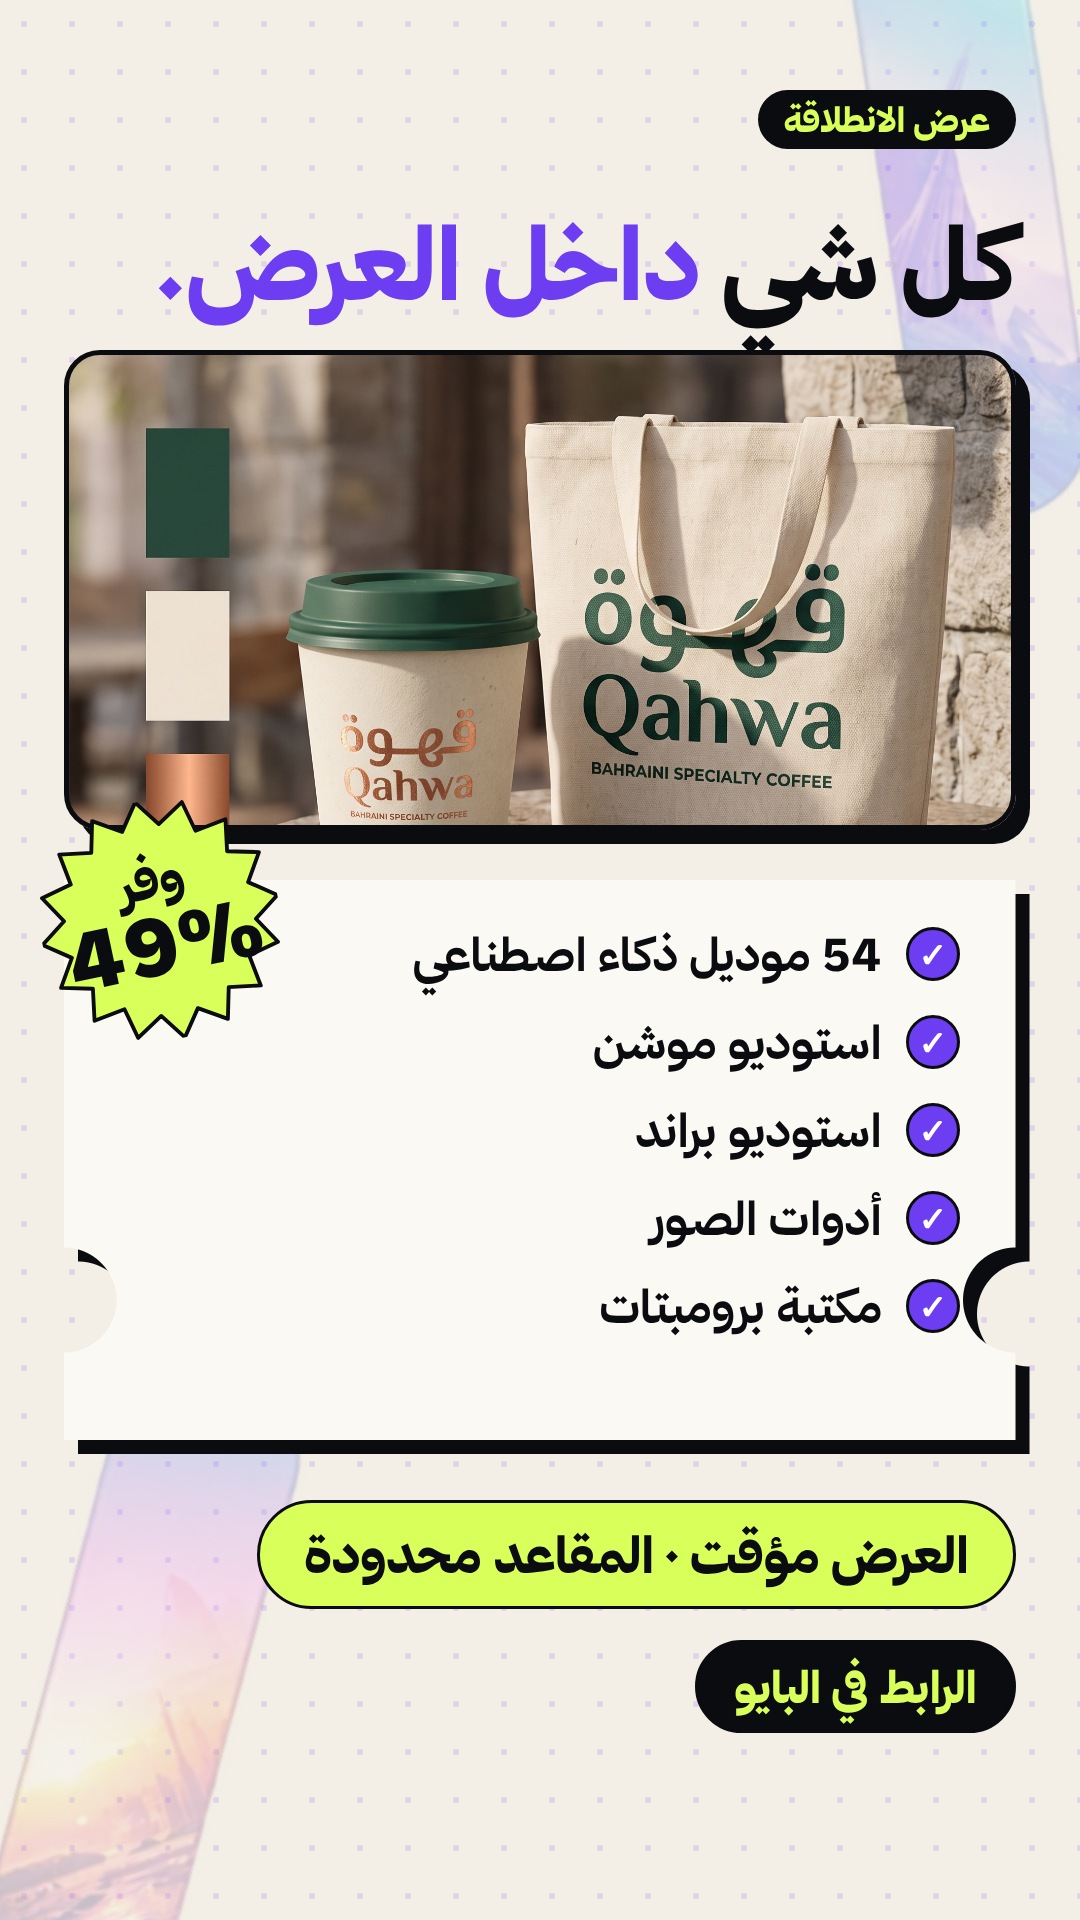 عرض الانطلاقة
كل شي داخل العرض.
قهوة
Qahwa
BAHRAINI SPECIALTY COFFEE
قهوة
Qahwa
BAHRAINI SPECIALTY COFFEE
وفر
49%
54 موديل ذكاء اصطناعي
استوديو موشن
استوديو براند
أدوات الصور
مكتبة برومبتات
العرض مؤقت · المقاعد محدودة
الرابط في البايو